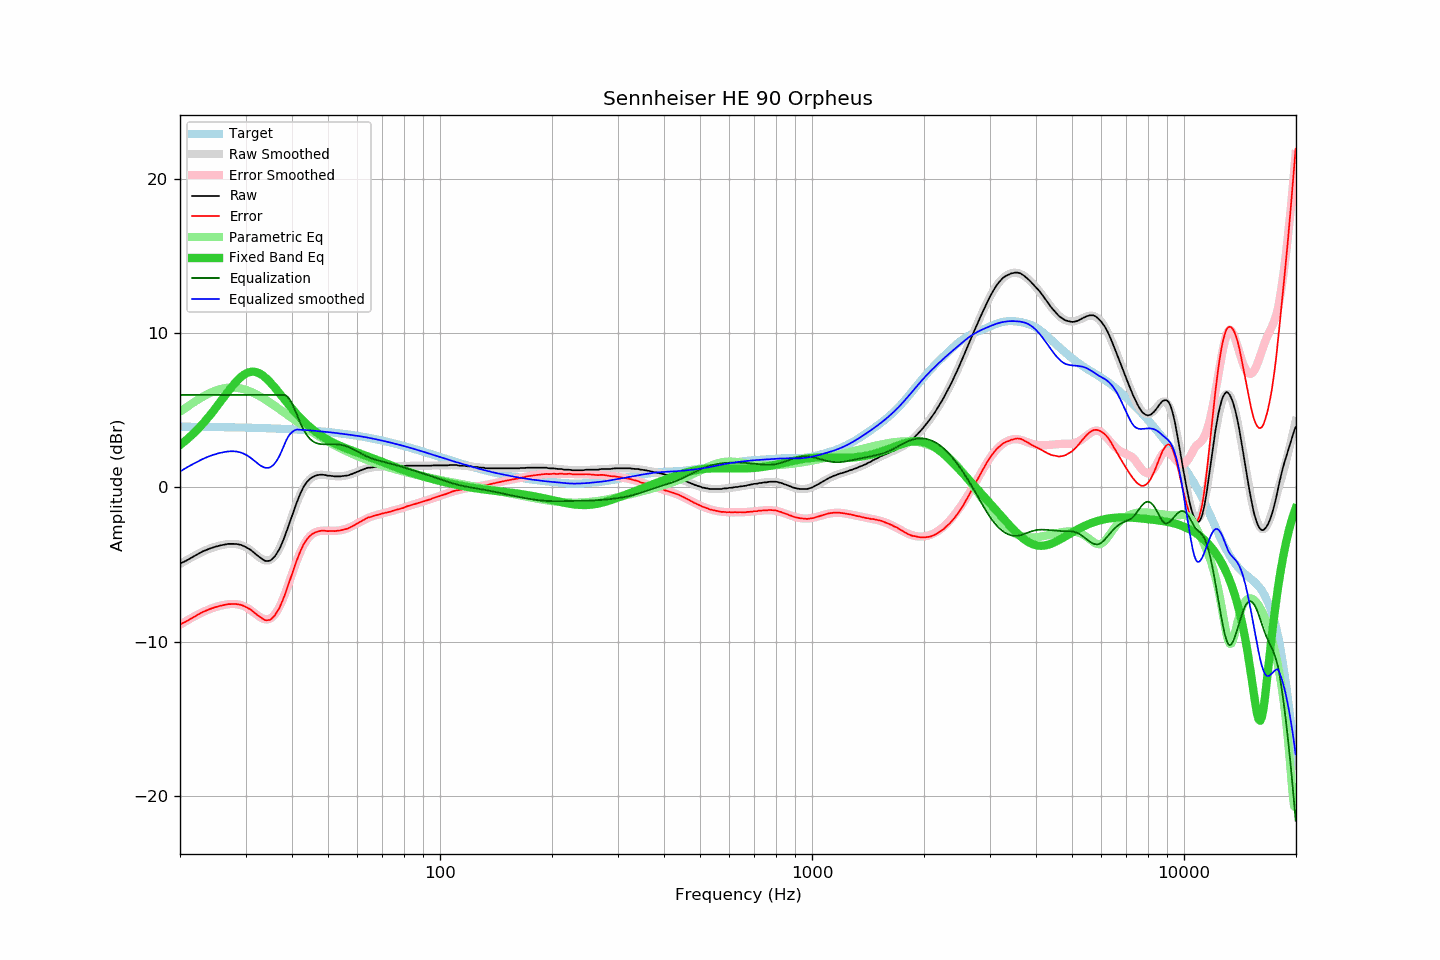 Sennheiser HE 90 Orpheus
Target
Raw Smoothed
Error Smoothed
Raw
Error
Parametric Eq
Fixed Band Eq
Equalization
Equalized smoothed
Amplitude (dBr)
20
10
0
−10
−20
100
1000
10000
Frequency (Hz)